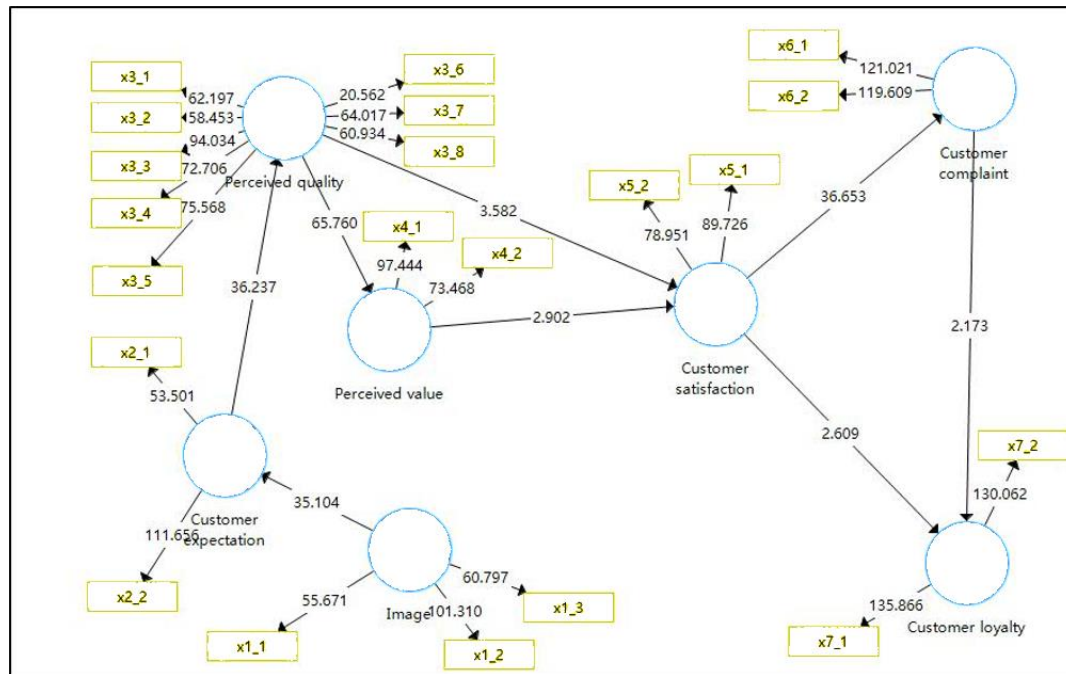 x3_1
62.197
x3_2
58.453
x3_3
94.034
x3_4
72.706
x3_5
75.568
x3_6
20.562
x3_7
64.017
x3_8
60.934
Perceived quality
x6_1
121.021
x6_2
119.609
Customer
complaint
x5_2
78.951
x5_1
89.726
36.653
3.582
65.760
x4_1
97.444
x4_2
73.468
36.237
2.902
2.173
Perceived value
Customer
satisfaction
x2_1
53.501
2.609
x7_2
130.062
35.104
Customer
expectation
111.656
x2_2
55.671
x1_1
Image
101.310
x1_2
60.797
x1_3
135.866
x7_1
Customer loyalty